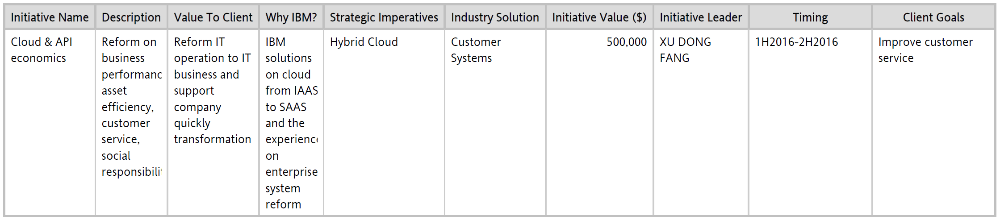 Initiative Name Description Value To Client Why IBM? Strategic Imperatives Industry Solution Initiative Value ($) Initiative Leader Timing Client Goals
Cloud & API
economics
Reform on
business
performanc
asset
efficiency,
customer
service,
social
responsibili
Reform IT
operation to IT
business and
support
company
quickly
transformation
IBM
solutions
on cloud
from IAAS
to SAAS
and the
experienc
on
enterprise
system
reform
Hybrid Cloud
Customer
Systems
500,000
XU DONG
FANG
1H2016-2H2016
Improve customer
service